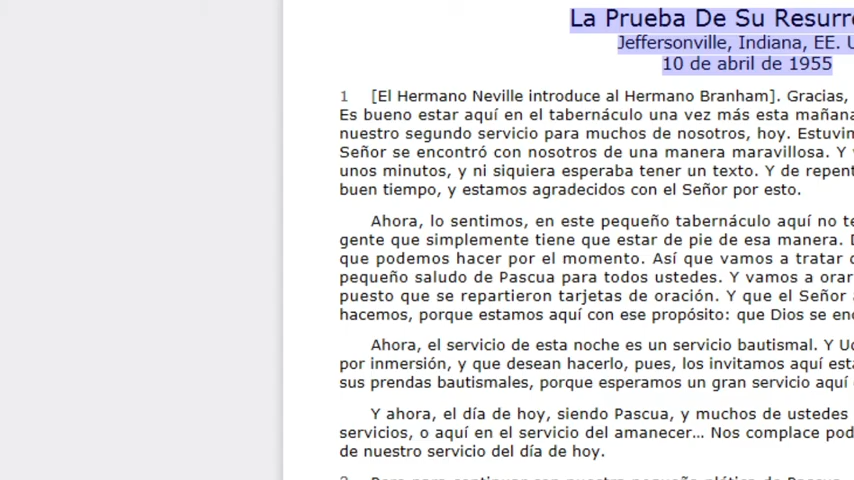 La Prueba De Su
Jeffersonville, Indiana, EE.
10 de abril de 1955
1 [El Hermano Neville introduce al Hermano Branham]. Gracias,
Es bueno estar aquí en el tabernáculo una vez más esta mañana
nuestro segundo servicio para muchos de nosotros, hoy.
Señor se encontró con nosotros de una manera maravillosa. Y
unos minutos, y ni siquiera esperaba tener un texto. Y de repent
buen tiempo, y estamos agradecidos con el Señor por esto.
Ahora, lo sentimos, en este pequeño tabernáculo aquí no
gente que simplemente tiene que estar de pie de esa manera.
que podemos hacer por el momento. Así que vamos a tratar
pequeño saludo de Pascua para todos ustedes. Y vamos a orar
puesto que se repartieron tarjetas de oración. Y que el Señor
hacemos, porque estamos aquí con ese propósito: que Dios se
Ahora, el servicio de esta noche es un servicio bautismal. Y
por inmersión, y que desean hacerlo, pues, los invitamos aquí
sus prendas bautismales, porque esperamos un gran servicio aquí
Y ahora, el día de hoy, siendo Pascua, y muchos de ustedes
servicios, o aquí en el servicio del amanecer... Nos complace
de nuestro servicio del día de hoy.